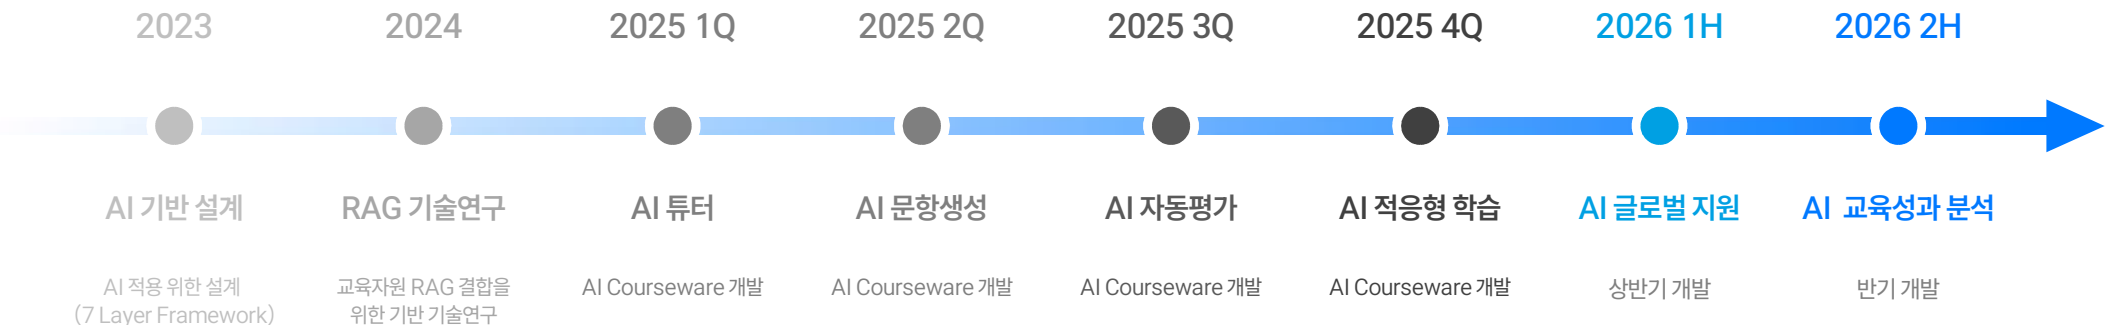 2023
2024
2025 1Q
2025 2Q
2025 3Q
2025 4Q
2026 1H
2026 2H
AI 기반 설계
RAG 기술연구
AI 튜터
AI 문항생성
AI 자동평가
AI 적응형 학습
AI 글로벌 지원
AI 교육성과 분석
AI 적용 위한 설계
(7 Layer Framework)
교육자원 RAG 결합을
위한 기반 기술연구
AI Courseware 개발
AI Courseware 개발
AI Courseware 개발
AI Courseware 개발
상반기 개발
반기 개발